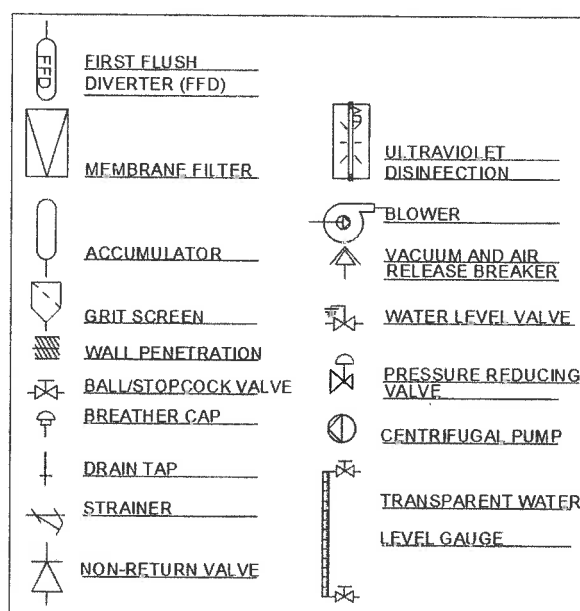 FFD
FIRST FLUSH
DIVERTER (FFD)
MEMBRANE FILTER
ACCUMULATOR
GRIT SCREEN
WALL PENETRATION
BALL/STOPCOCK VALVE
BREATHER CAP
DRAIN TAP
STRAINER
NON-RETURN VALVE
ULTRAVIOLET
DISINFECTION
BLOWER
VACUUM AND AIR
RELEASE BREAKER
WATER LEVEL VALVE
PRESSURE REDUCING
VALVE
CENTRIFUGAL PUMP
TRANSPARENT WATER
LEVEL GAUGE